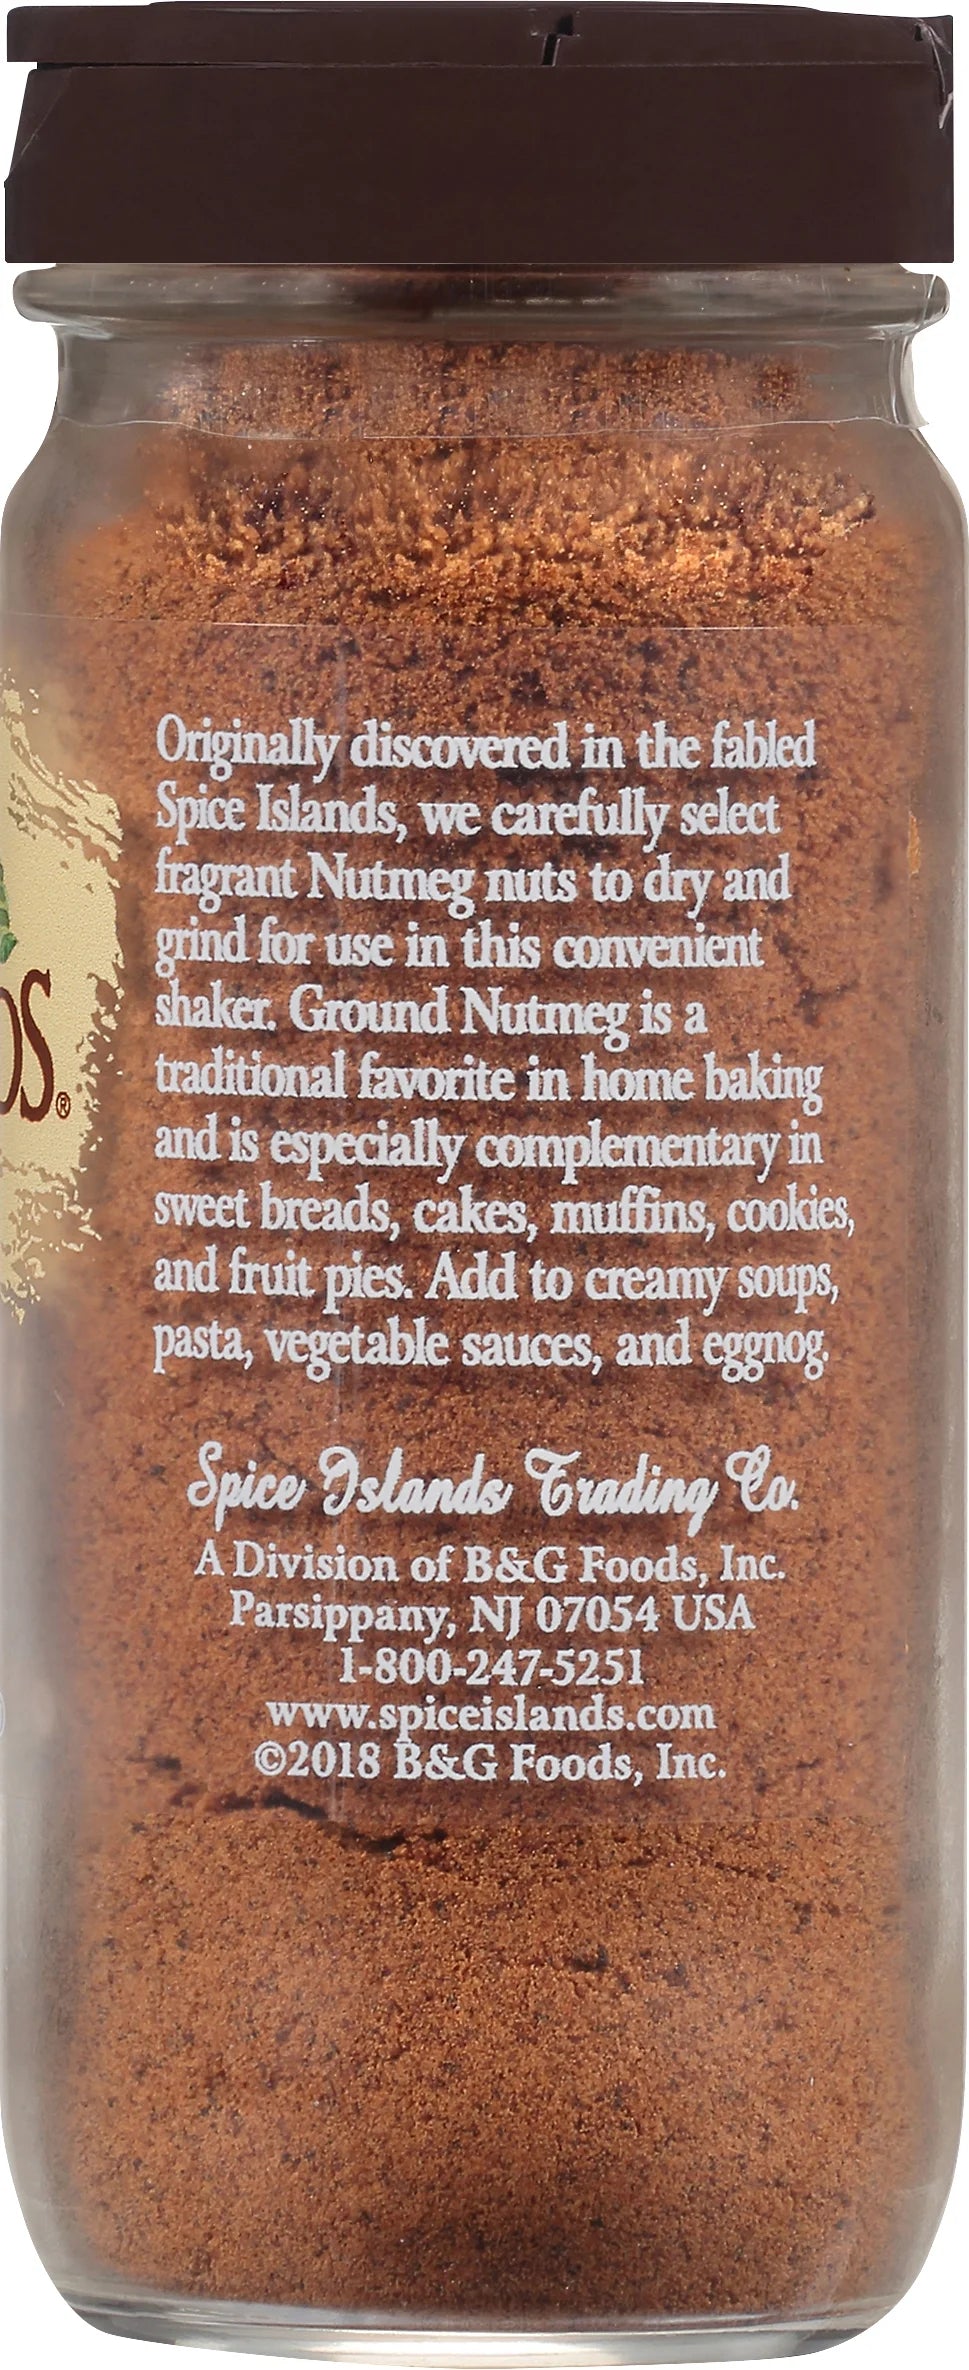 Originally discovered in the fabled
Spice Islands, we carefully select
fragrant Nutmeg nuts to dry and
grind for use in this convenient
shaker. Ground Nutmeg is a
traditional favorite in home baking
and is especially complementary in
sweet breads, cakes, muffins, cookies,
and fruit pies. Add to creamy soups,
pasta, vegetable sauces, and eggnog.
Spice Islands Trading Co.
A Division of B&G Foods, Inc.
Parsippany, NJ 07054 USA
1-800-247-5251
www.spiceislands.com
©2018 B&G Foods, Inc.